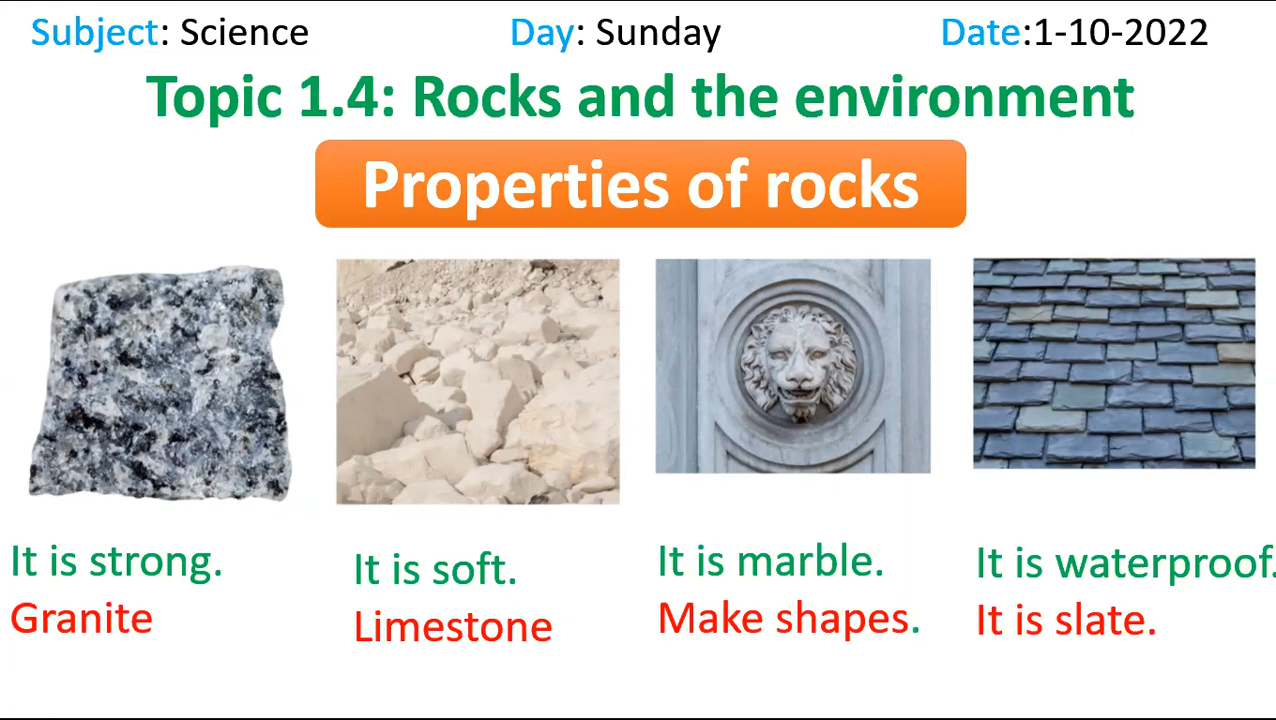 Subject: Science Day: Sunday Date:1-10-2022
Topic 1.4: Rocks and the environment
Properties of rocks
It is strong.
Granite
It is soft.
Limestone
It is marble.
Make shapes.
It is waterproof.
It is slate.